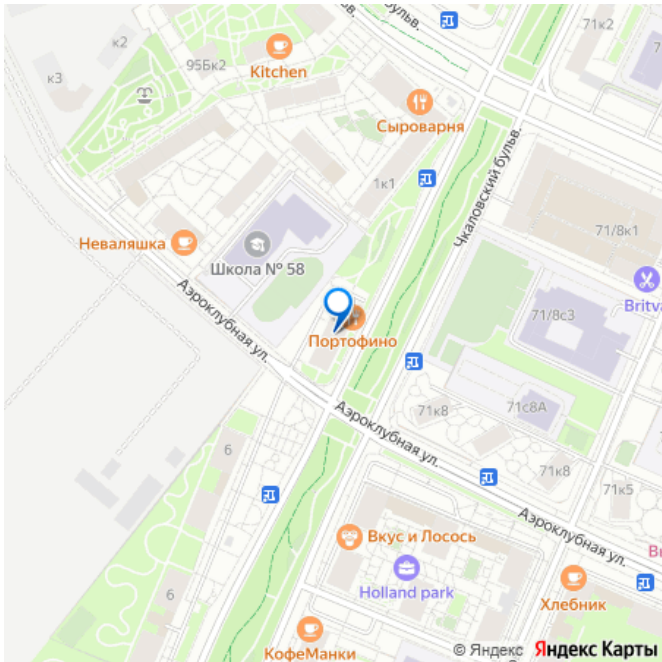 71к2
к2
95Бк2
Kitchen
бульв.
к3
Сыроварня
1к1
Чкаловский бульв.
71/8к1
Неваляшка
Школа № 58
Britva
Аэроклубная ул.
71/8с3
Портофино
71с8А
71к8
Аэроклубная ул.
6
71к8
71к5
Аэроклубная ул.
Вкус и Лосось
Holland park
Хлебник
6
КофеМанки
© Яндекс Яндекс Карты